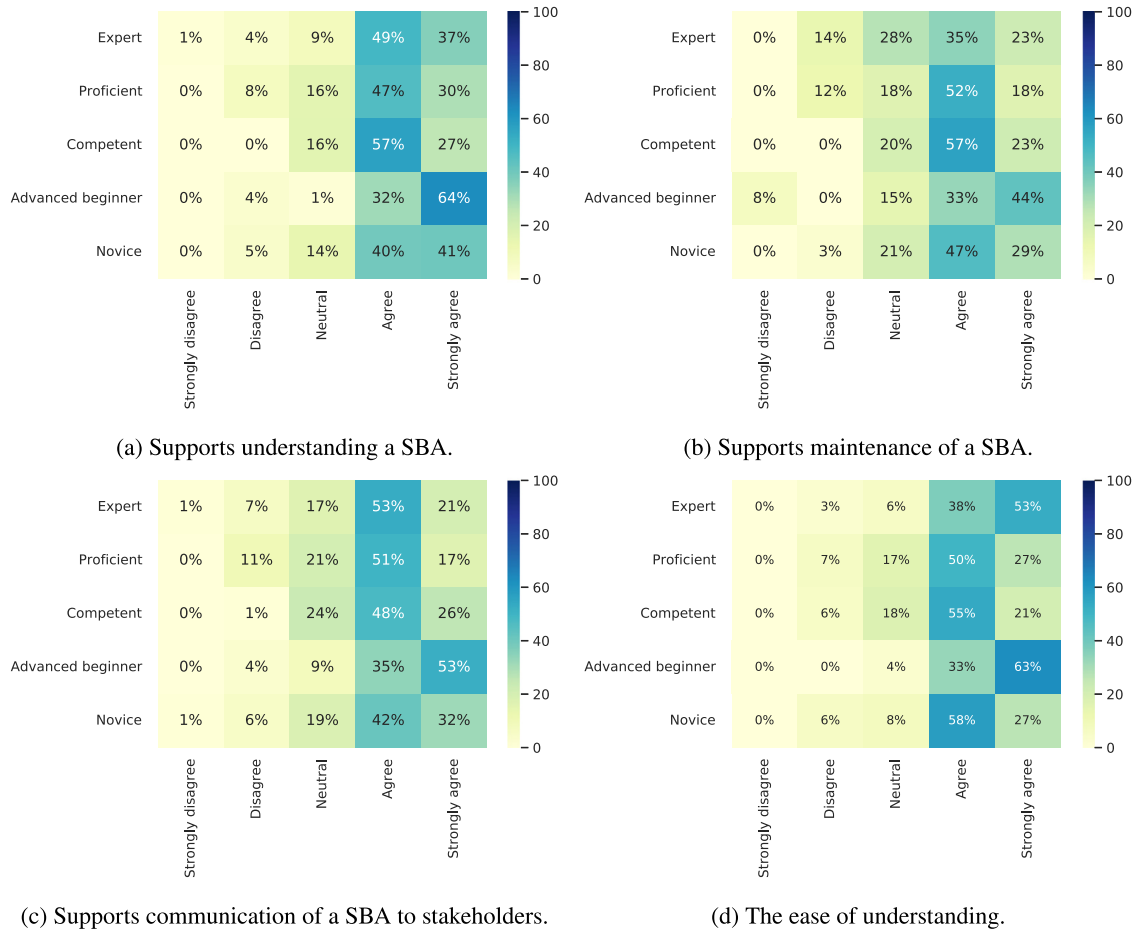 Expert 1% 4% 9% 49% 37%
Proficient 0% 8% 16% 47% 30%
Competent 0% 0% 16% 57% 27%
Advanced beginner 0% 4% 1% 32% 64%
Novice 0% 5% 14% 40% 41%
Strongly disagree
Disagree
Neutral
Agree
Strongly agree
100
80
60
40
20
0
(a) Supports understanding a SBA.
Expert 0% 14% 28% 35% 23%
Proficient 0% 12% 18% 52% 18%
Competent 0% 0% 20% 57% 23%
Advanced beginner 8% 0% 15% 33% 44%
Novice 0% 3% 21% 47% 29%
Strongly disagree
Disagree
Neutral
Agree
Strongly agree
100
80
60
40
20
0
(b) Supports maintenance of a SBA.
Expert 1% 7% 17% 53% 21%
Proficient 0% 11% 21% 51% 17%
Competent 0% 1% 24% 48% 26%
Advanced beginner 0% 4% 9% 35% 53%
Novice 1% 6% 19% 42% 32%
Strongly disagree
Disagree
Neutral
Agree
Strongly agree
100
80
60
40
20
0
(c) Supports communication of a SBA to stakeholders.
Expert 0% 3% 6% 38% 53%
Proficient 0% 7% 17% 50% 27%
Competent 0% 6% 18% 55% 21%
Advanced beginner 0% 0% 4% 33% 63%
Novice 0% 6% 8% 58% 27%
Strongly disagree
Disagree
Neutral
Agree
Strongly agree
100
80
60
40
20
0
(d) The ease of understanding.